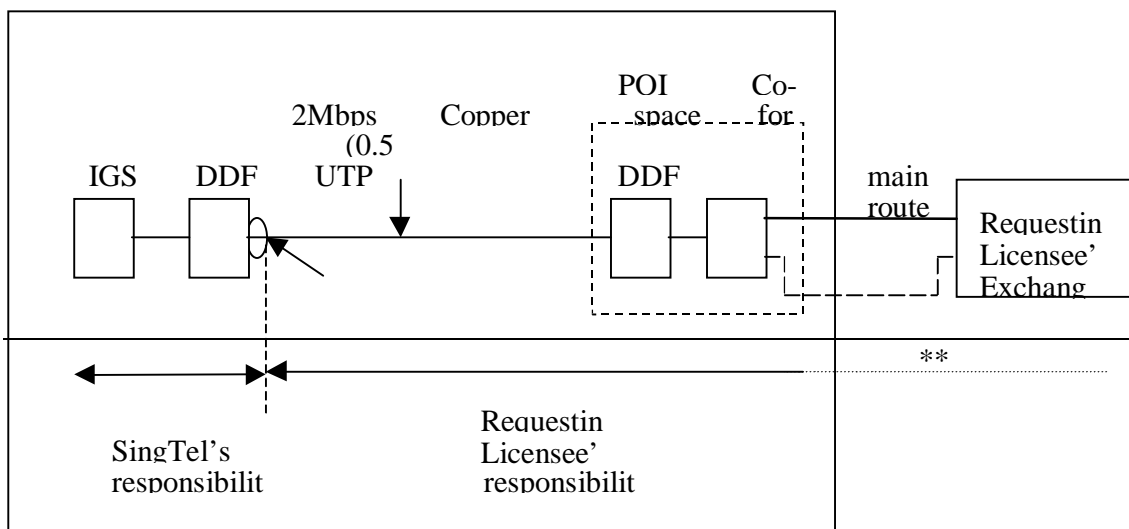 POI Co-
2Mbps Copper space for
(0.5
IGS DDF UTP DDF main
route
Requestin
Licensee’
Exchang
**
Requestin
SingTel’s Licensee’
responsibilit responsibilit